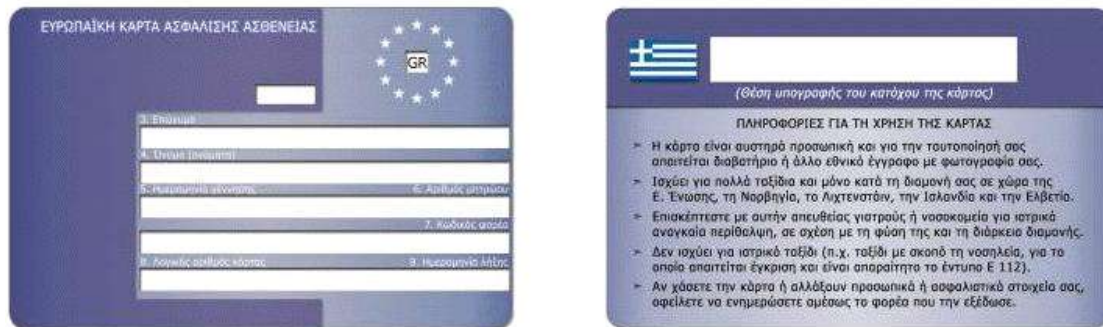 ΕΥΡΩΠΑΪΚΗ ΚΑΡΤΑ ΑΣΦΑΛΙΣΗΣ ΑΣΘΕΝΕΙΑΣ
GR
3. Επώνυμο
4. Όνομα (ονόματα)
5. Ημερομηνία γέννησης 6. Αριθμός μητρώου
7. Κωδικός φορέα
8. Λογικός αριθμός κάρτας 9. Ημερομηνία λήξης
(Θέση υπογραφής του κατόχου της κάρτας)
ΠΛΗΡΟΦΟΡΙΕΣ ΓΙΑ ΤΗ ΧΡΗΣΗ ΤΗΣ ΚΑΡΤΑΣ
➢ Η κάρτα είναι αυστηρά προσωπική και για την ταυτοποίησή σας
απαιτείται διαβατήριο ή άλλο εθνικό έγγραφο με φωτογραφία σας.
➢ Ισχύει για πολλά ταξίδια και μόνο κατά τη διαμονή σας σε χώρα της
Ε. Ένωσης, τη Νορβηγία, το Λιχτενστάιν, την Ισλανδία και την Ελβετία.
➢ Επισκέπτεστε με αυτήν απευθείας γιατρούς ή νοσοκομεία για ιατρικά
αναγκαία περίθαλψη, σε σχέση με τη φύση της και τη διάρκεια διαμονής.
➢ Δεν ισχύει για ιατρικό ταξίδι (π.χ. ταξίδι με σκοπό τη νοσηλεία, για το
οποίο απαιτείται έγκριση και είναι απαραίτητο το έντυπο Ε 112).
➢ Αν χάσετε την κάρτα ή αλλάξουν προσωπικά ή ασφαλιστικά στοιχεία σας,
οφείλετε να ενημερώσετε αμέσως το φορέα που την εξέδωσε.